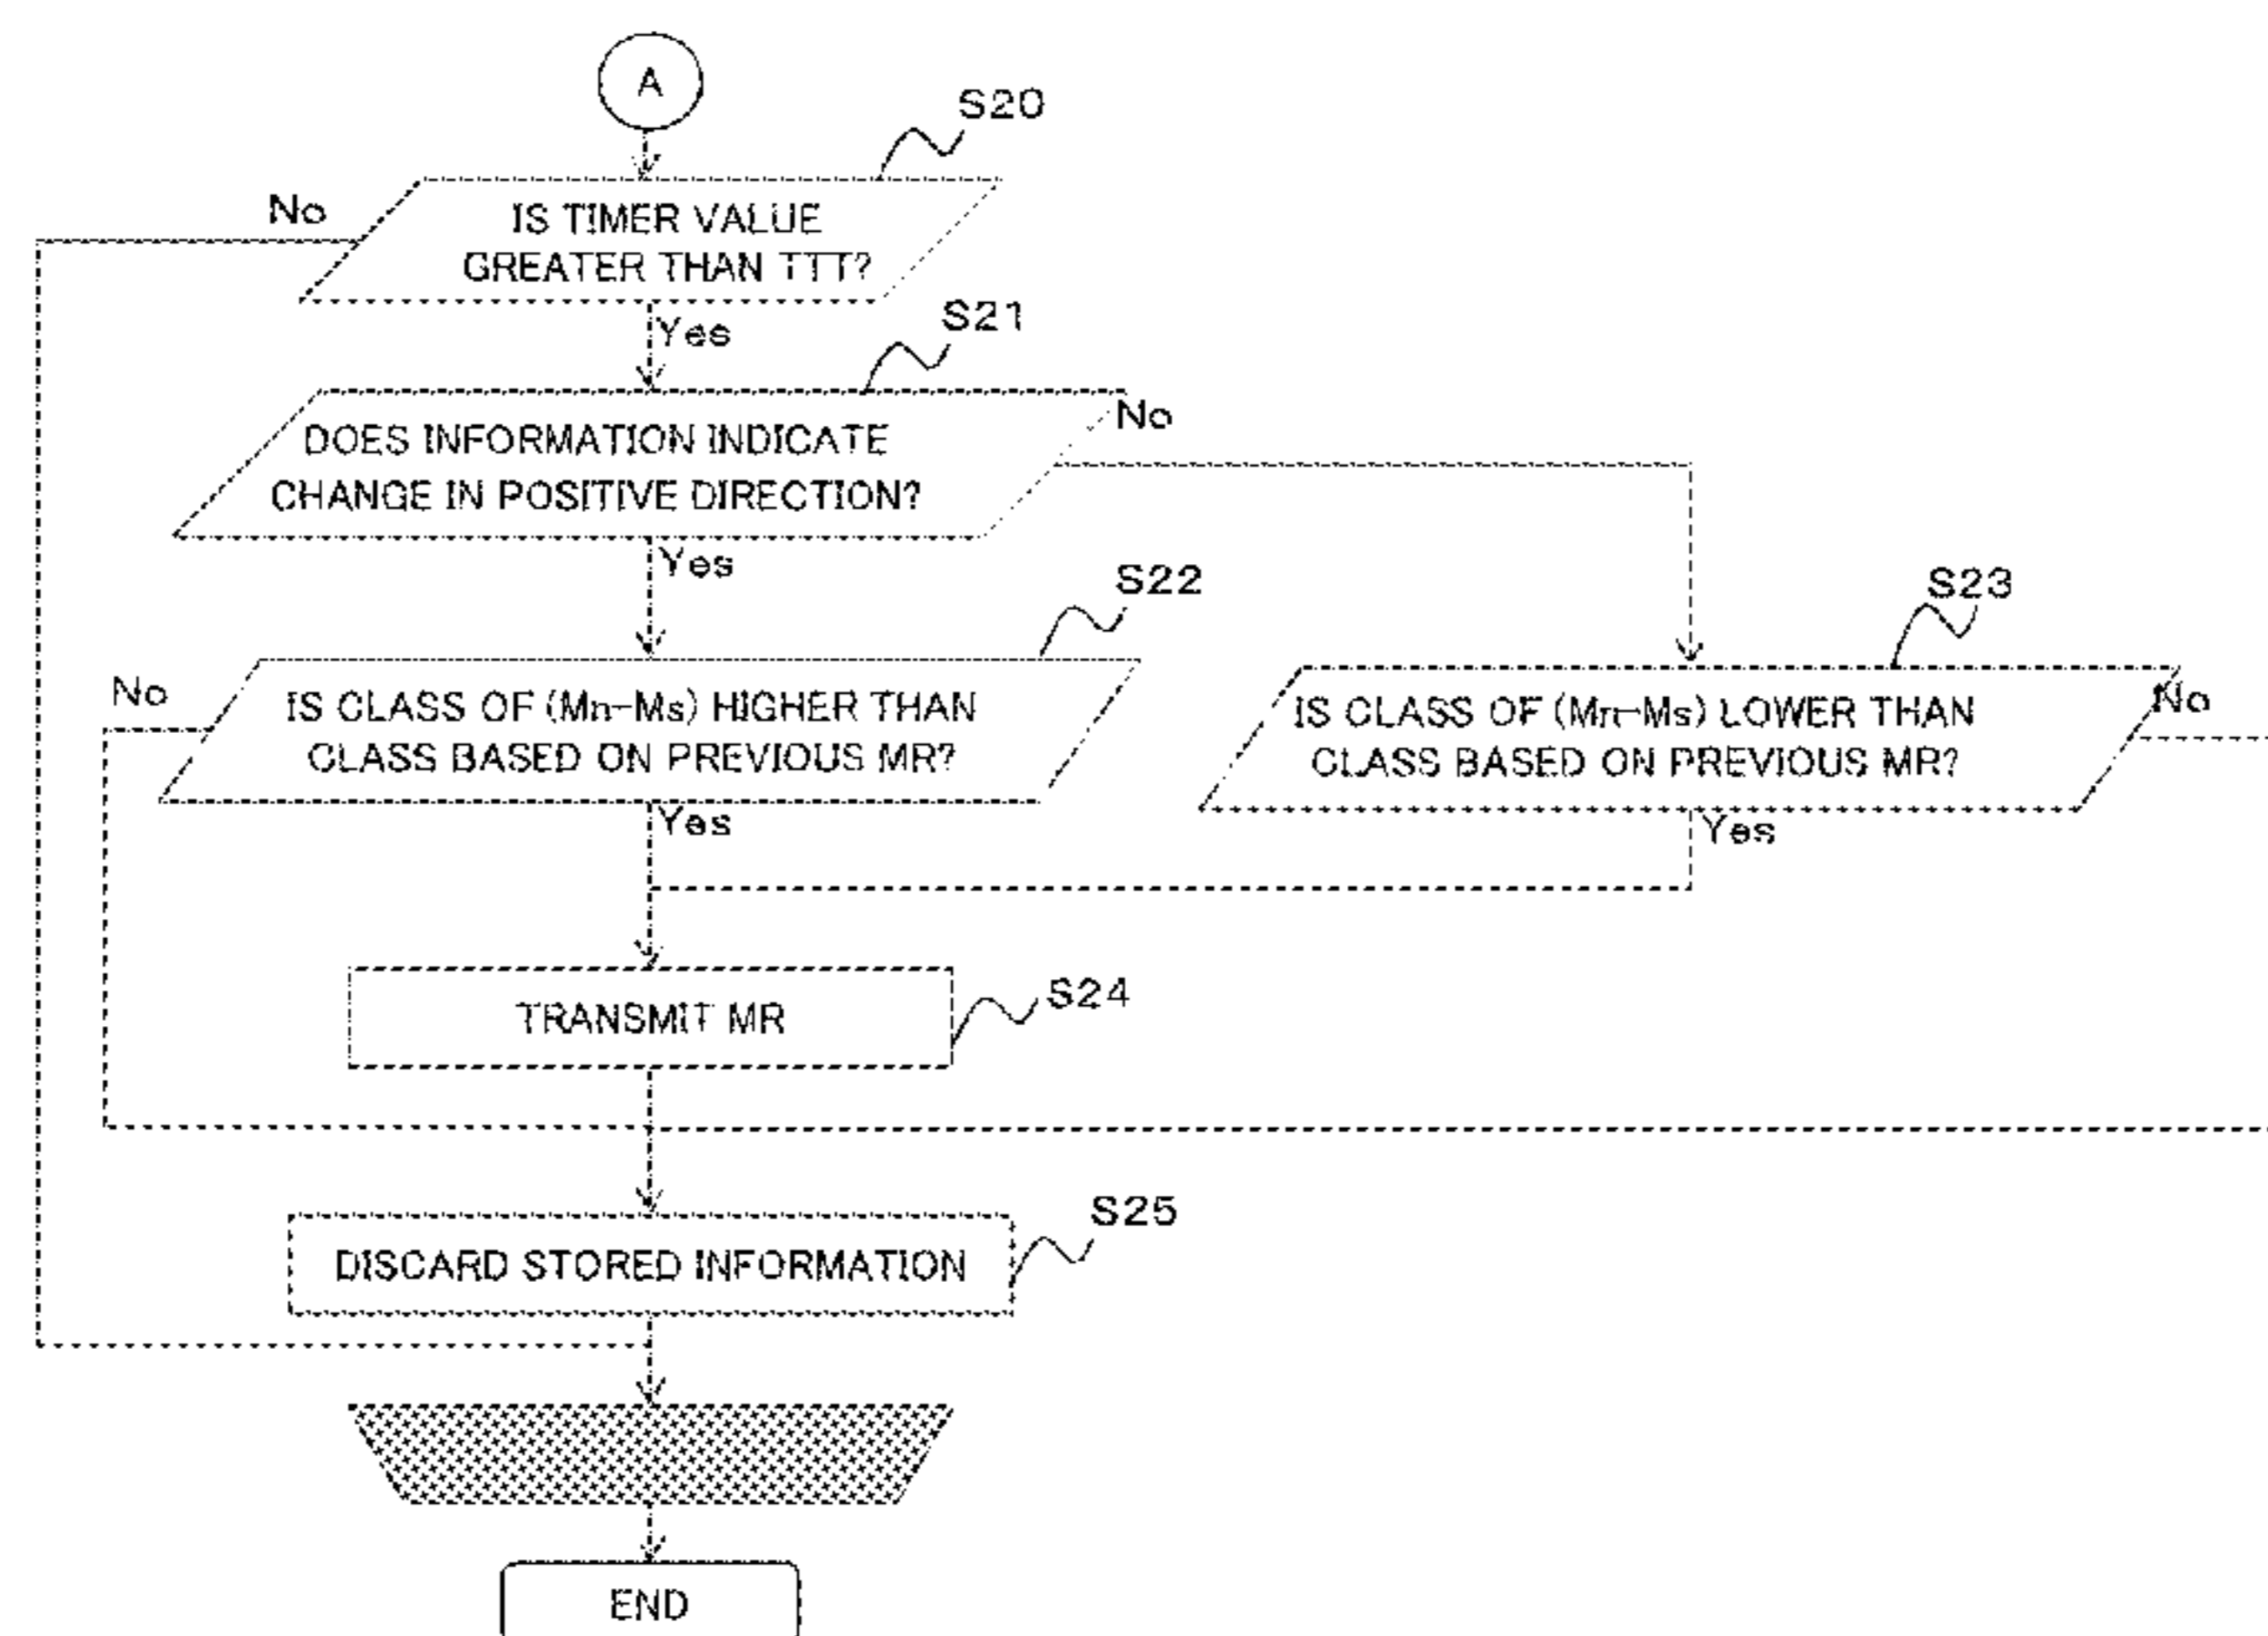 A
S20
No
IS TIMER VALUE
GREATER THAN TTT?
Yes
S21
DOES INFORMATION INDICATE
CHANGE IN POSITIVE DIRECTION?
No
Yes
S22
S23
No
IS CLASS OF (Mn-Ms) HIGHER THAN
CLASS BASED ON PREVIOUS MR?
IS CLASS OF (Mn-Ms) LOWER THAN
CLASS BASED ON PREVIOUS MR?
No
Yes
Yes
TRANSMIT MR
S24
S25
DISCARD STORED INFORMATION
END